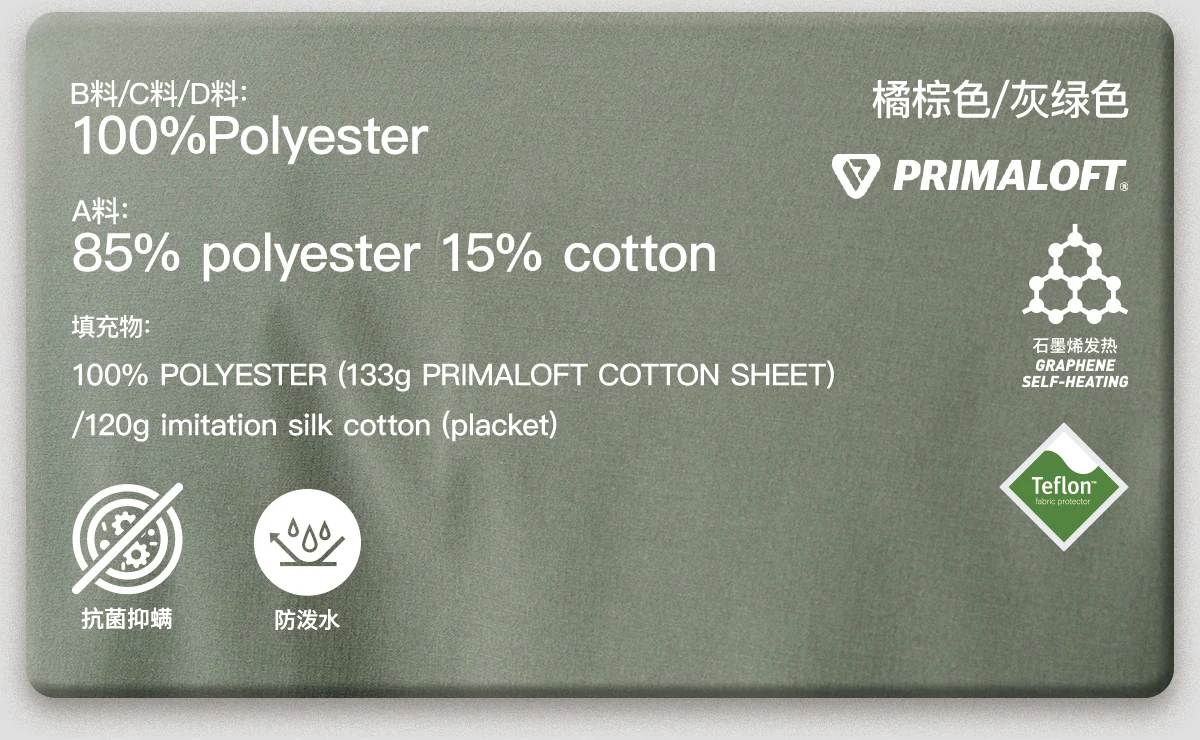 B料/C料/D料:
100%Polyester
A料:
85% polyester 15% cotton
填充物:
100% POLYESTER (133g PRIMALOFT COTTON SHEET)
/120g imitation silk cotton (placket)
抗菌抑螨
防泼水
橘棕色/灰绿色
PRIMALOFT®
石墨烯发热
GRAPHENE
SELF-HEATING
Teflon™
fabric protector